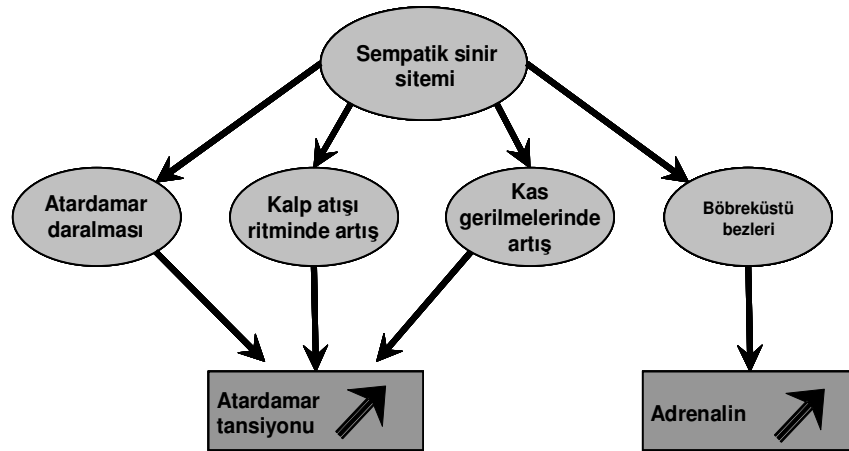 Sempatik sinir
sitemi
Atardamar
daralması
Kalp atışı
ritminde artış
Kas
gerilmelerinde
artış
Böbreküstü
bezleri
Atardamar
tansiyonu
Adrenalin